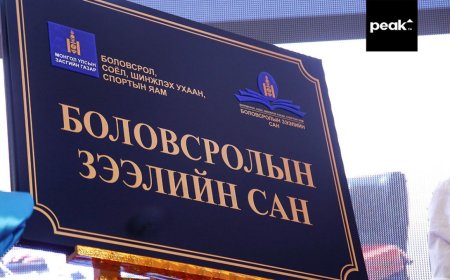 peak
МОНГОЛ УЛСЫН
ЗАСГИЙН ГАЗАР
БОЛОВСРОЛ,
СОЁЛ, ШИНЖЛЭХ УХААН,
СПОРТЫН ЯАМ
БОЛОВСРОЛЫН ЗЭЭЛИЙН
САН
БОЛОВСРОЛЫН
ЗЭЭЛИЙН САН